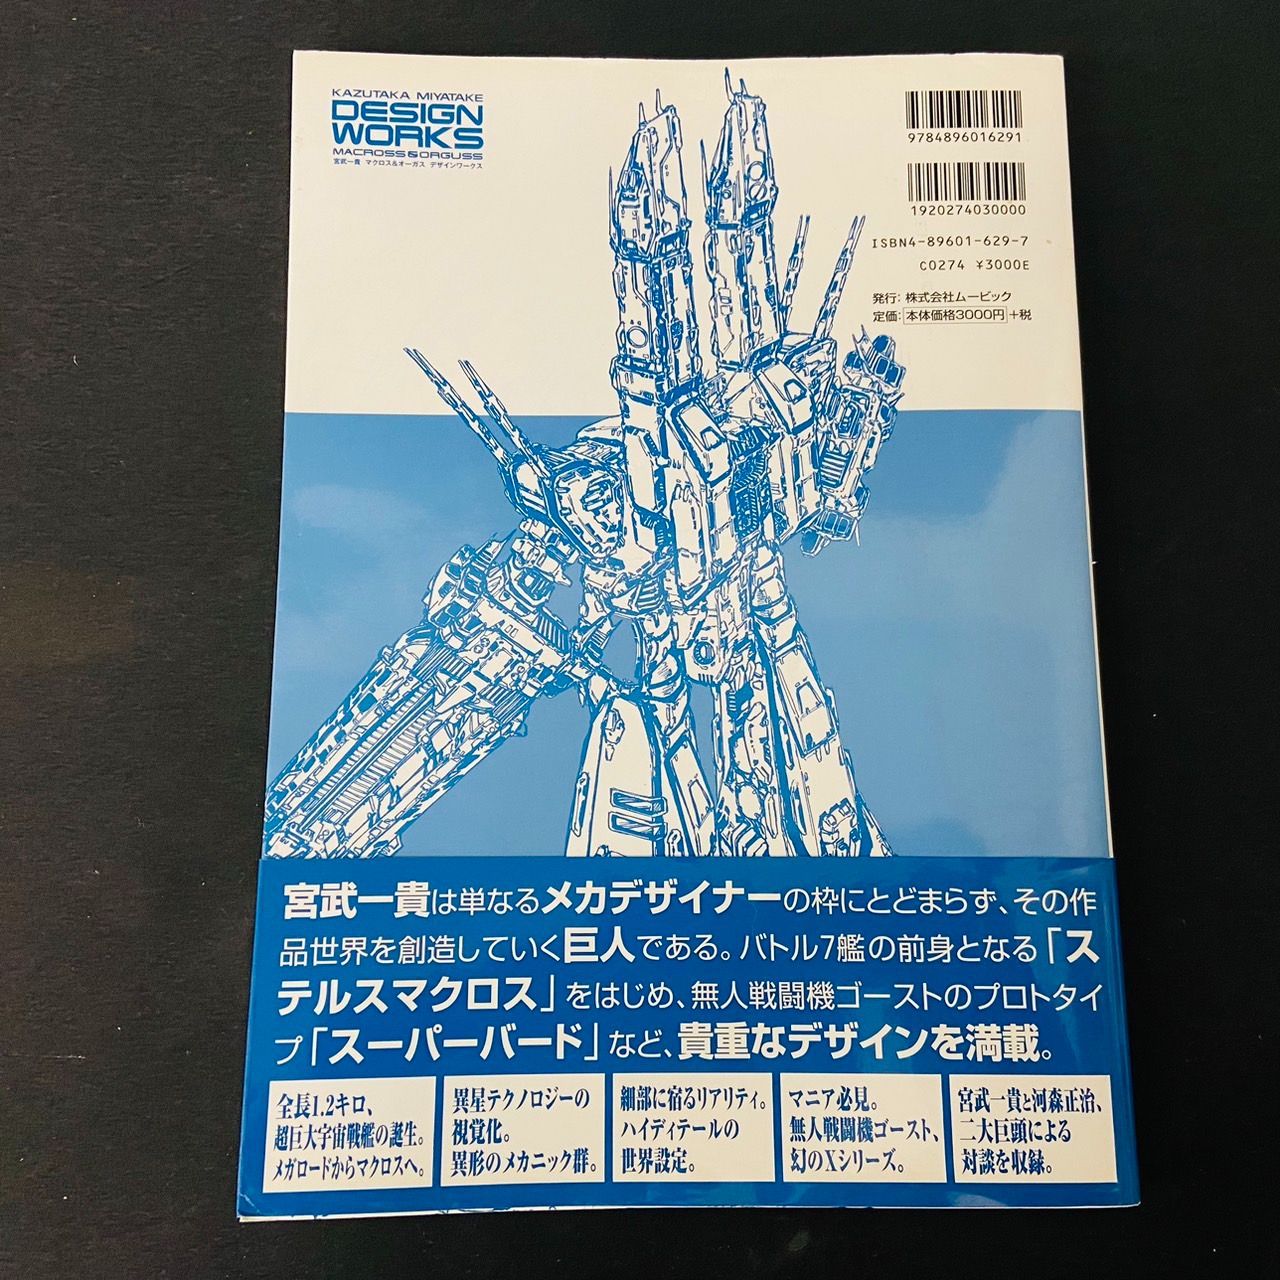 KAZUTAKA MIYATAKE
DESIGN
WORKS
MACROSS&ORGUSS
宮武一貴 マクロス&オーガス デザインワークス
9784896016291
1920274030000
ISBN4-89601-629-7
C0274 ¥3000E
発行: 株式会社ムービック
定価: 本体価格3000円+税
宮武一貴は単なるメカデザイナーの枠にとどまらず、その作
品世界を創造していく巨人である。バトル7艦の前身となる「ス
テルスマクロス」をはじめ、無人戦闘機ゴーストのプロトタイ
プ「スーパーバード」など、貴重なデザインを満載。
全長1.2キロ、
超巨大宇宙戦艦の誕生。
メガロードからマクロスへ。
異星テクノロジーの
視覚化。
異形のメカニック群。
細部に宿るリアリティ。
ハイディテールの
世界設定。
マニア必見。
無人戦闘機ゴースト、
幻のXシリーズ。
宮武一貴と河森正治、
二大巨頭による
対談を収録。